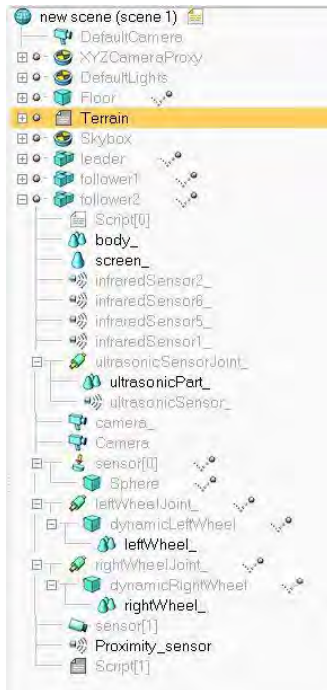 new scene (scene 1)
DefaultCamera
XYZCameraProxy
DefaultLights
Floor
Terrain
Skybox
leader
follower1
follower2
Script[0]
body_
screen_
infraredSensor2_
infraredSensor6_
infraredSensor5_
infraredSensor1_
ultrasonicSensorJoint_
ultrasonicPart_
ultrasonicSensor_
camera_
Camera
sensor[0]
Sphere
leftWheelJoint_
dynamicLeftWheel
leftWheel_
rightWheelJoint_
dynamicRightWheel
rightWheel_
sensor[1]
Proximity_sensor
Script[1]